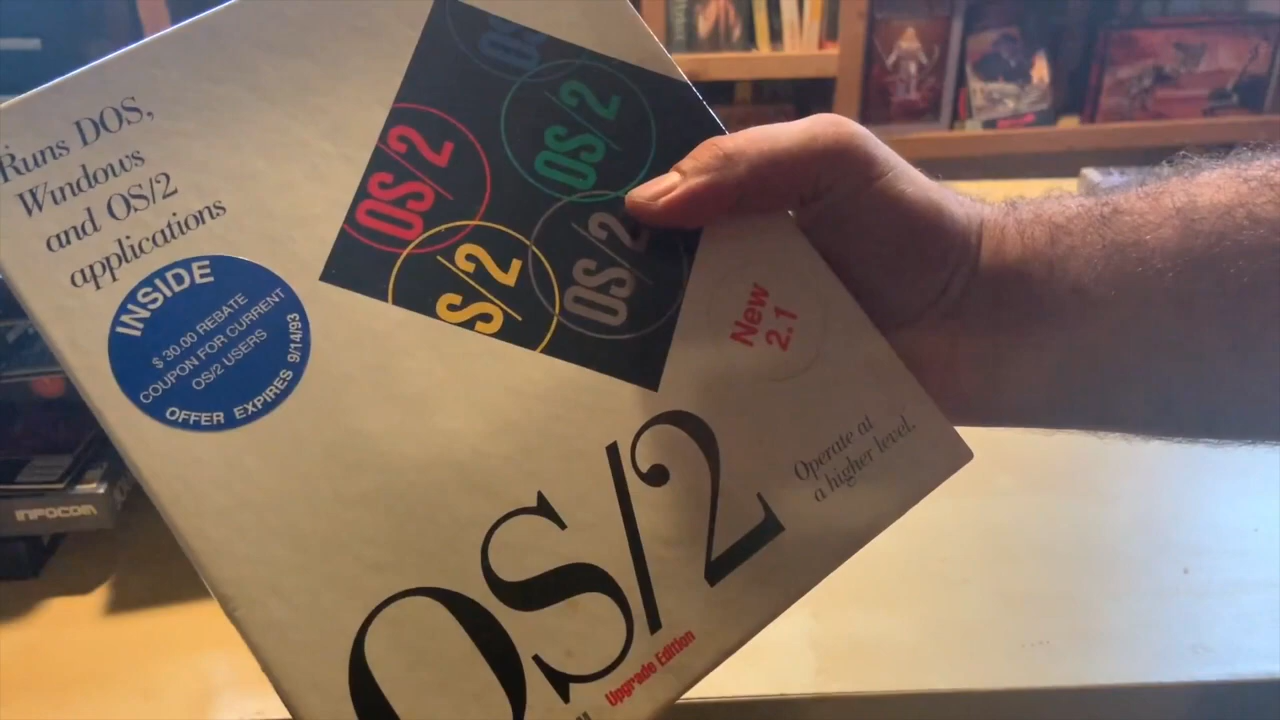 Runs DOS,
Windows
and OS/2
applications
INSIDE
$30.00 REBATE
COUPON FOR CURRENT
OS/2 USERS
OFFER EXPIRES 9/14/93
OS/2
OS/2
OS/2
S/2
OS/2
New
2.1
Operate at
a higher level.
OS/2
Upgrade Edition
INFOCOM